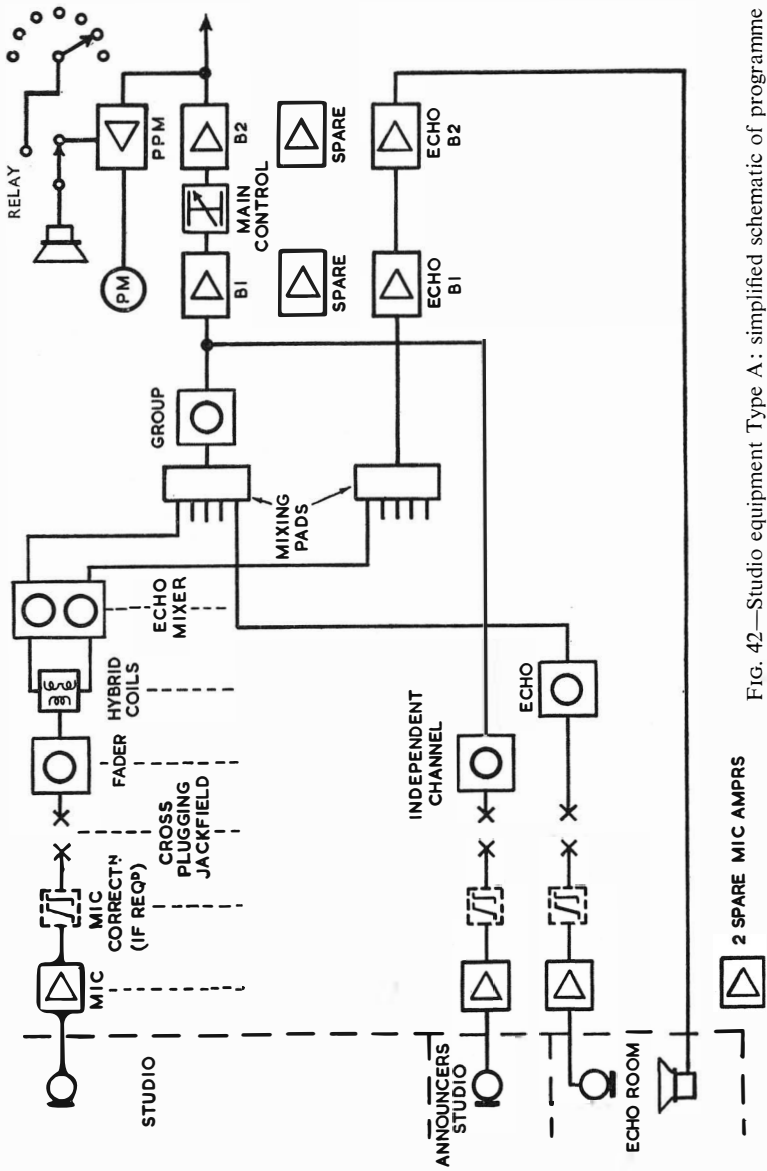 STUDIO
MIC
MIC
CORRECTN
(IF REQD)
CROSS
PLUGGING
JACKFIELD
FADER
HYBRID
COILS
ECHO
MIXER
MIXING
PADS
GROUP
B1
MAIN
CONTROL
B2
PPM
PM
RELAY
SPARE
SPARE
ECHO
B1
ECHO
B2
ANNOUNCERS
STUDIO
INDEPENDENT
CHANNEL
ECHO
ECHO ROOM
2 SPARE MIC AMPRS
FIG. 42—Studio equipment Type A: simplified schematic of programme